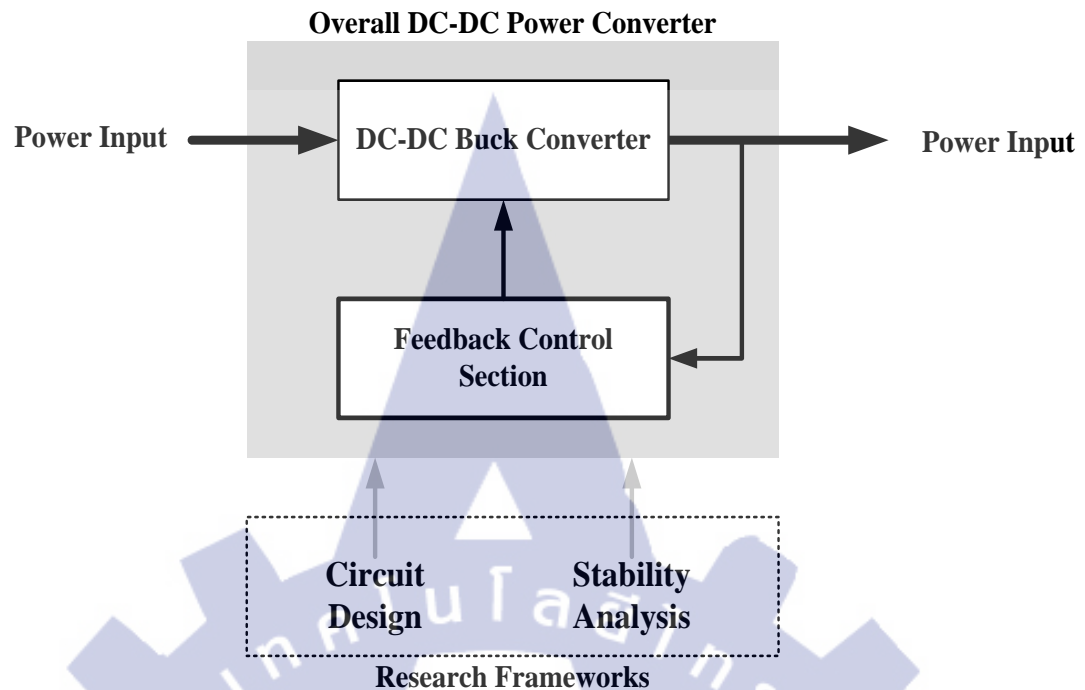 Overall DC-DC Power Converter
Power Input
DC-DC Buck Converter
Power Input
Feedback Control
Section
Circuit
Design
Stability
Analysis
Research Frameworks